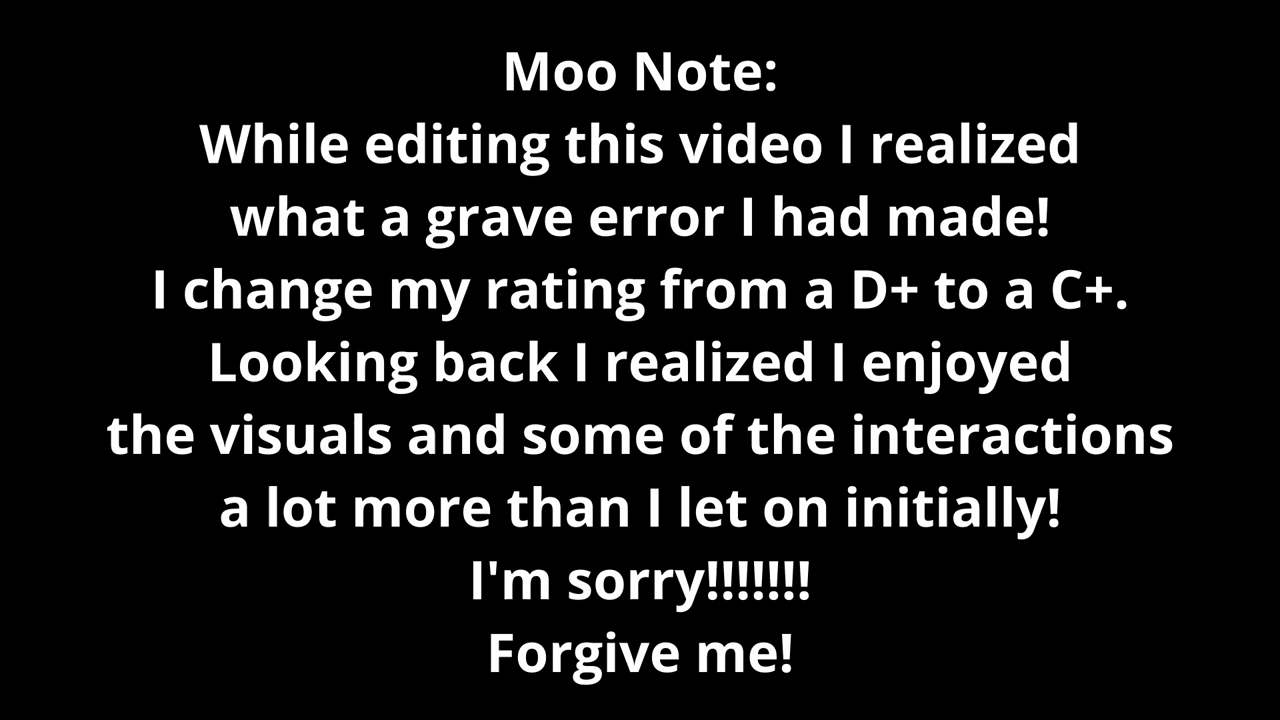 Moo Note:
While editing this video I realized
what a grave error I had made!
I change my rating from a D+ to a C+.
Looking back I realized I enjoyed
the visuals and some of the interactions
a lot more than I let on initially!
I'm sorry!!!!!!!
Forgive me!